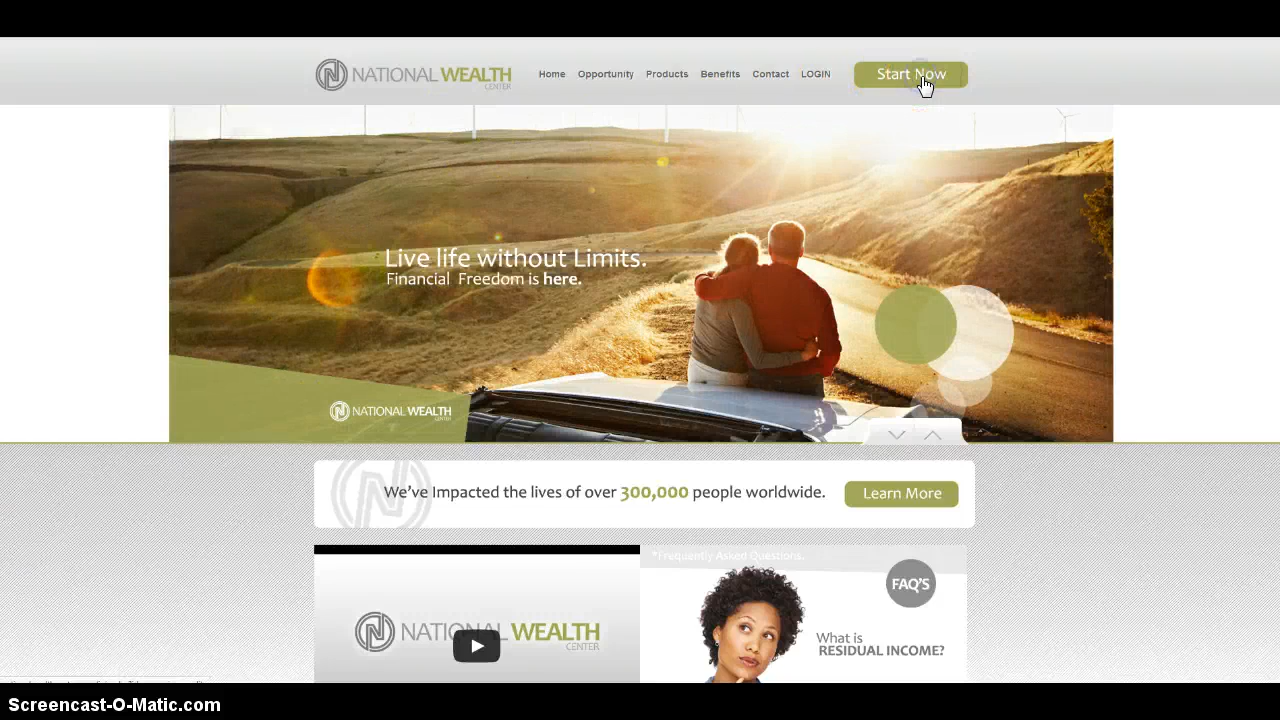 NATIONAL WEALTH
CENTER
Home Opportunity Products Benefits Contact LOGIN
Start Now
Live life without Limits.
Financial Freedom is here.
NATIONAL WEALTH
CENTER
We've Impacted the lives of over 300,000 people worldwide.
Learn More
*Frequently Asked Questions.
FAQ'S
NATIONAL WEALTH
CENTER
What is
RESIDUAL INCOME?
Screencast-O-Matic.com